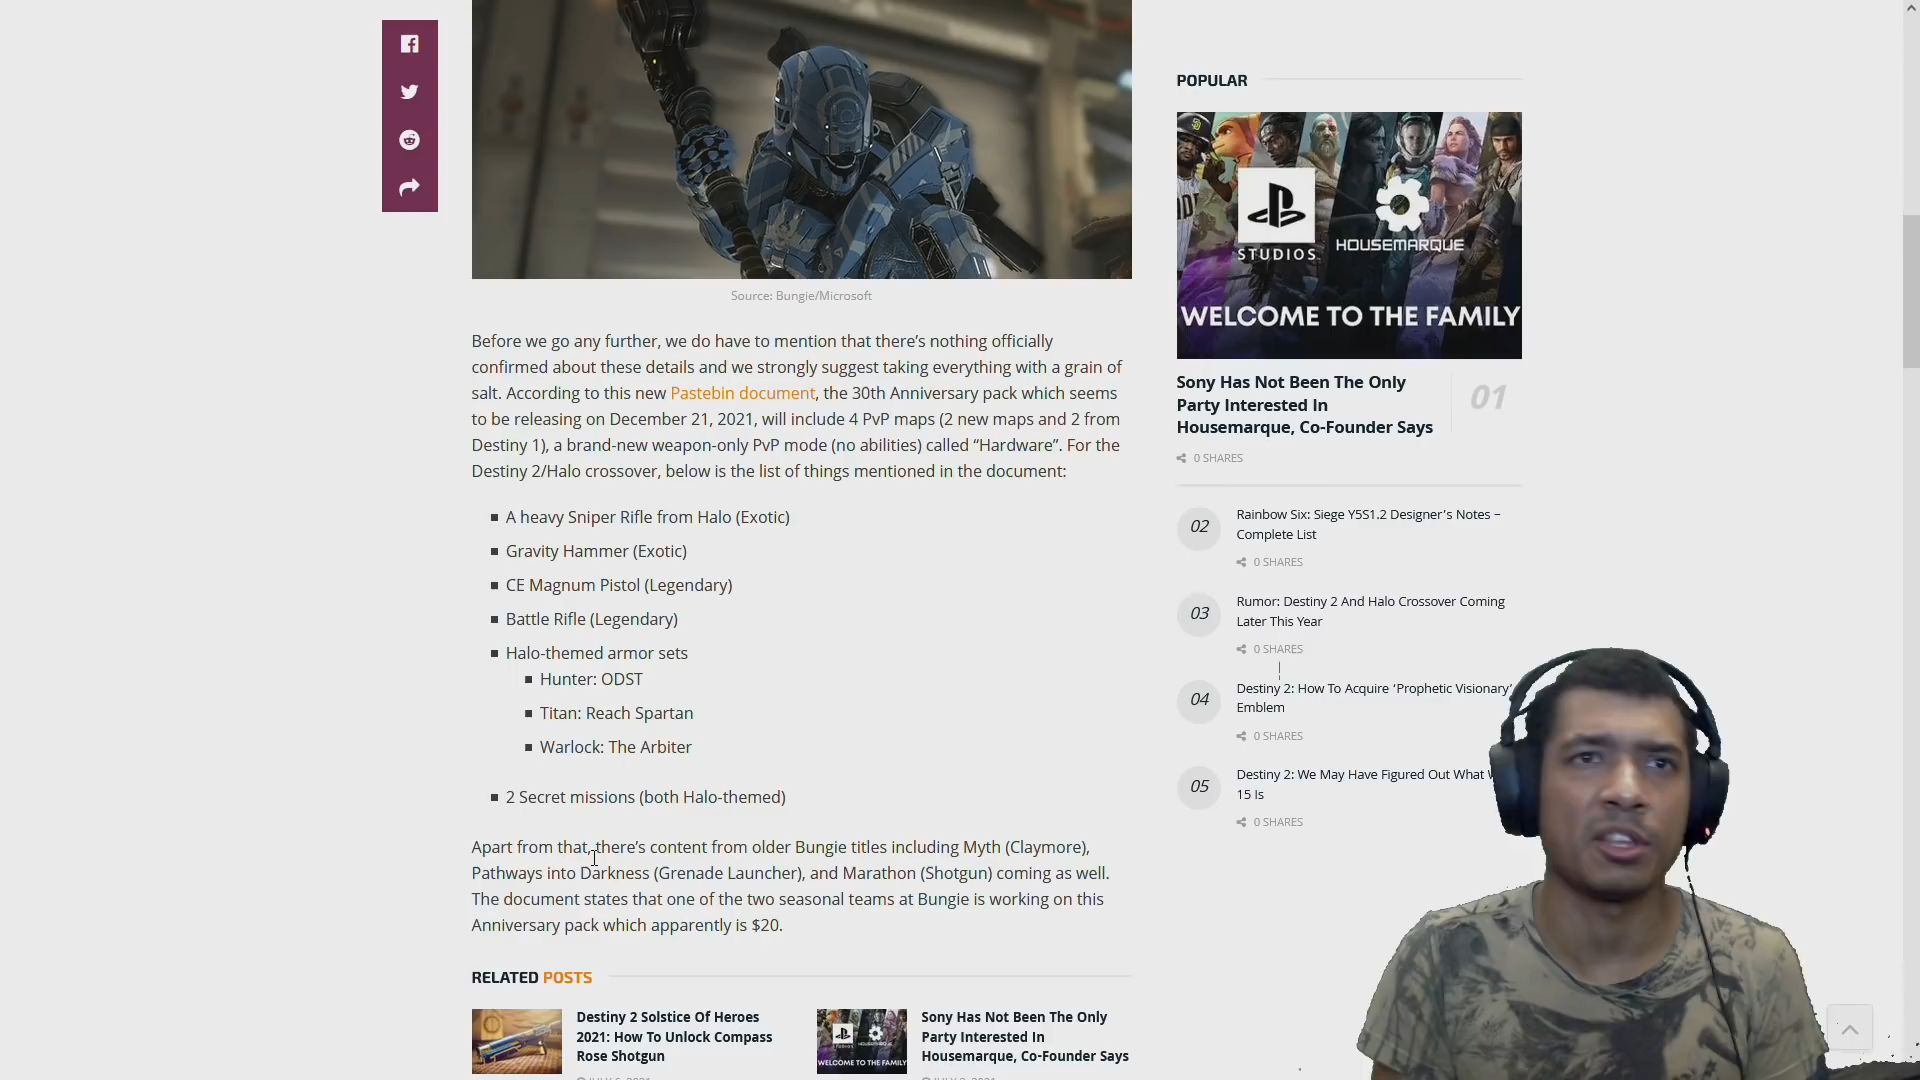 Source: Bungie/Microsoft
Before we go any further, we do have to mention that there’s nothing officially
confirmed about these details and we strongly suggest taking everything with a grain of
salt. According to this new Pastebin document, the 30th Anniversary pack which seems
to be releasing on December 21, 2021, will include 4 PvP maps (2 new maps and 2 from
Destiny 1), a brand-new weapon-only PvP mode (no abilities) called “Hardware”. For the
Destiny 2/Halo crossover, below is the list of things mentioned in the document:
A heavy Sniper Rifle from Halo (Exotic)
Gravity Hammer (Exotic)
CE Magnum Pistol (Legendary)
Battle Rifle (Legendary)
Halo-themed armor sets
Hunter: ODST
Titan: Reach Spartan
Warlock: The Arbiter
2 Secret missions (both Halo-themed)
Apart from that, there’s content from older Bungie titles including Myth (Claymore),
Pathways into Darkness (Grenade Launcher), and Marathon (Shotgun) coming as well.
The document states that one of the two seasonal teams at Bungie is working on this
Anniversary pack which apparently is $20.
RELATED POSTS
Destiny 2 Solstice Of Heroes
2021: How To Unlock Compass
Rose Shotgun
Sony Has Not Been The Only
Party Interested In
Housemarque, Co-Founder Says
WELCOME TO THE FAMILY
POPULAR
STUDIOS
HOUSEMARQUE
WELCOME TO THE FAMILY
Sony Has Not Been The Only
Party Interested In
Housemarque, Co-Founder Says
01
0 SHARES
02
Rainbow Six: Siege Y5S1.2 Designer’s Notes –
Complete List
0 SHARES
03
Rumor: Destiny 2 And Halo Crossover Coming
Later This Year
0 SHARES
04
Destiny 2: How To Acquire ‘Prophetic Visionary’
Emblem
0 SHARES
05
Destiny 2: We May Have Figured Out What
15 Is
0 SHARES